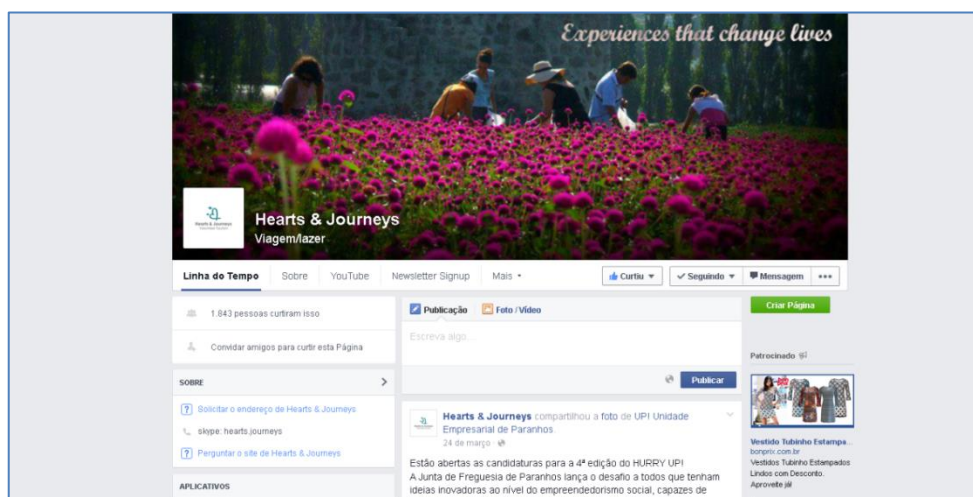 Experiences that change lives
Hearts & Journeys
Hearts & Journeys
Viagem/lazer
Linha do Tempo
Sobre
YouTube
Newsletter Signup
Mais
Curtiu
Seguindo
Mensagem
1.843 pessoas curtiram isso
Convidar amigos para curtir esta Página
SOBRE
Solicitar o endereço de Hearts & Journeys
skype: hearts.journeys
Perguntar o site de Hearts & Journeys
APLICATIVOS
Publicação
Foto / Vídeo
Escreva algo...
Publicar
Hearts & Journeys compartilhou a foto de UP! Unidade
Empresarial de Paranhos.
24 de março ·
Estão abertas as candidaturas para a 4ª edição do HURRY UP!
A Junta de Freguesia de Paranhos lança o desafio a todos que tenham
ideias inovadoras ao nível do empreendedorismo social, capazes de
Criar Página
Patrocinado
Vestido Tubinho Estampa...
bonprix.com.br
Vestidos Tubinho Estampados
Lindos com Desconto.
Aproveite já!